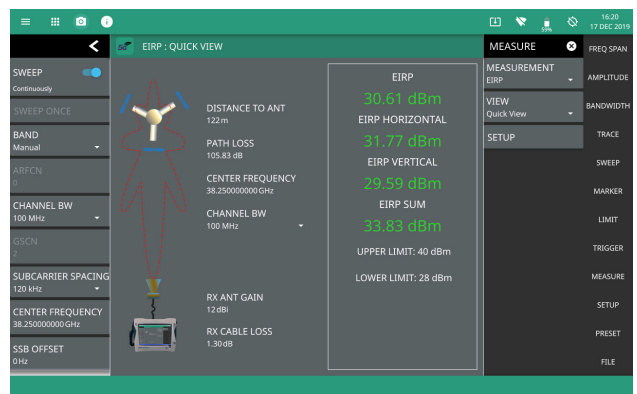 59%
16:20
17 DEC 2019
EIRP : QUICK VIEW
SWEEP
Continuously
SWEEP ONCE
BAND
Manual
ARFCN
0
CHANNEL BW
100 MHz
GSCN
2
SUBCARRIER SPACING
120 kHz
CENTER FREQUENCY
38.250000000 GHz
SSB OFFSET
0 Hz
DISTANCE TO ANT
122 m
PATH LOSS
105.83 dB
CENTER FREQUENCY
38.250000000 GHz
CHANNEL BW
100 MHz
RX ANT GAIN
12 dBi
RX CABLE LOSS
1.30 dB
EIRP
30.61 dBm
EIRP HORIZONTAL
31.77 dBm
EIRP VERTICAL
29.59 dBm
EIRP SUM
33.83 dBm
UPPER LIMIT: 40 dBm
LOWER LIMIT: 28 dBm
MEASURE
MEASUREMENT
EIRP
VIEW
Quick View
SETUP
FREQ SPAN
AMPLITUDE
BANDWIDTH
TRACE
SWEEP
MARKER
LIMIT
TRIGGER
MEASURE
SETUP
PRESET
FILE